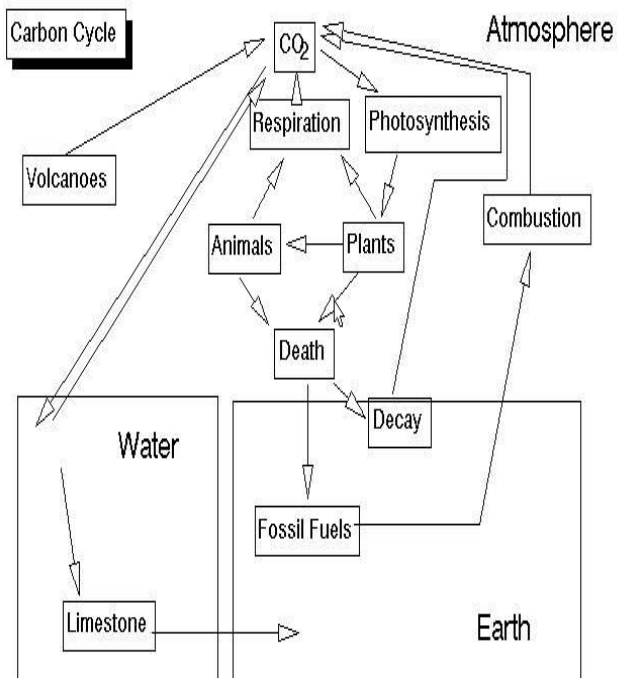 Carbon Cycle
Atmosphere
CO2
Respiration
Photosynthesis
Volcanoes
Combustion
Animals
Plants
Death
Decay
Water
Fossil Fuels
Limestone
Earth